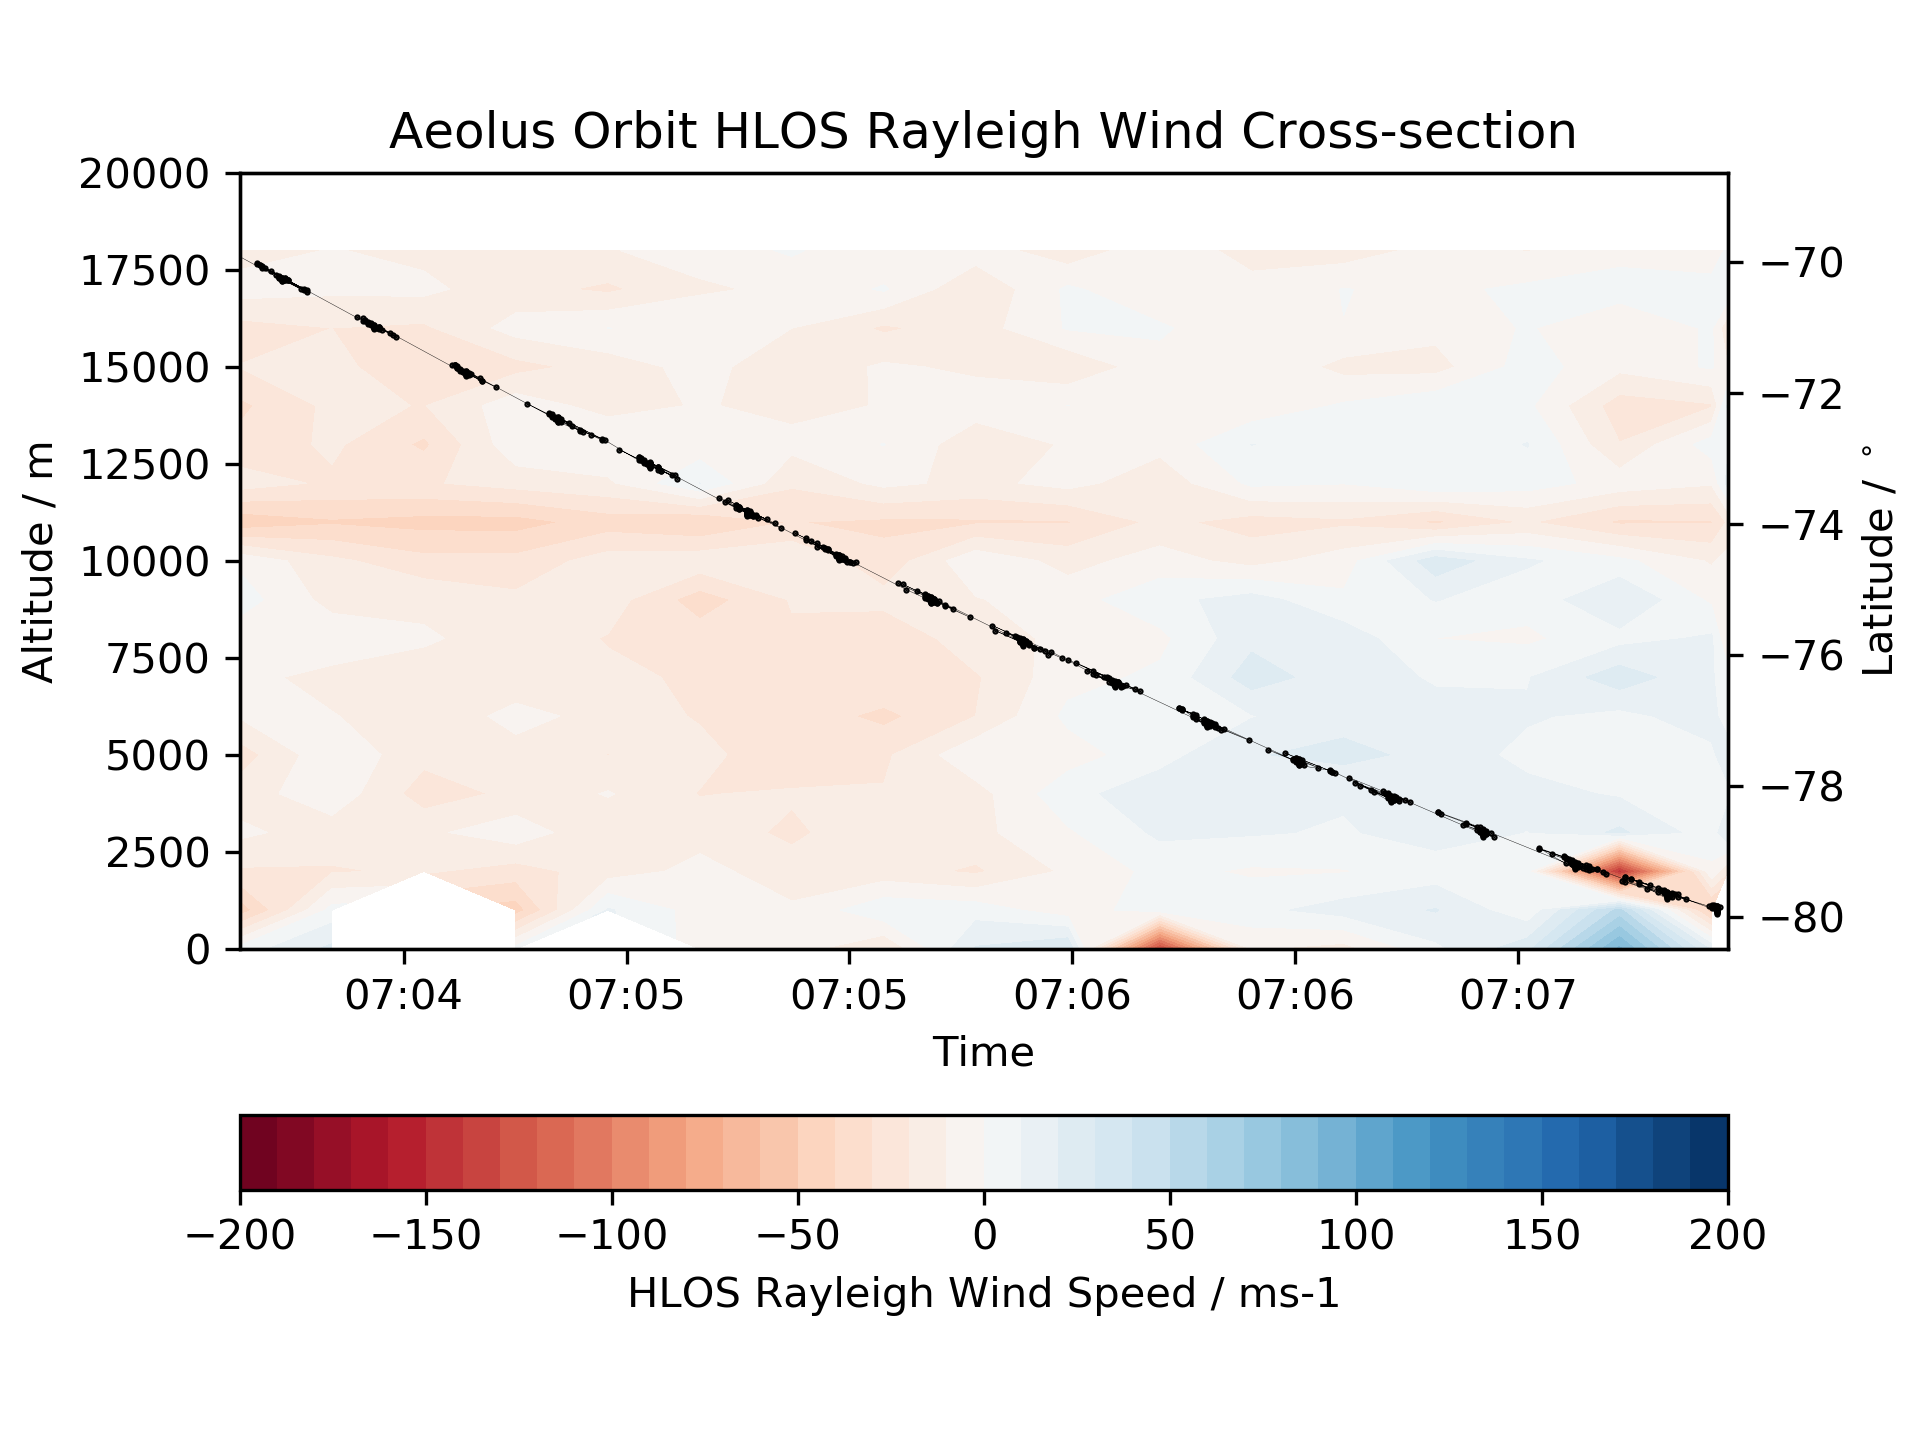 Aeolus Orbit HLOS Rayleigh Wind Cross-section
20000
17500
15000
12500
10000
7500
5000
2500
0
Altitude / m
−70
−72
−74
−76
−78
−80
Latitude / °
07:04 07:05 07:05 07:06 07:06 07:07
Time
−200 −150 −100 −50 0 50 100 150 200
HLOS Rayleigh Wind Speed / ms-1